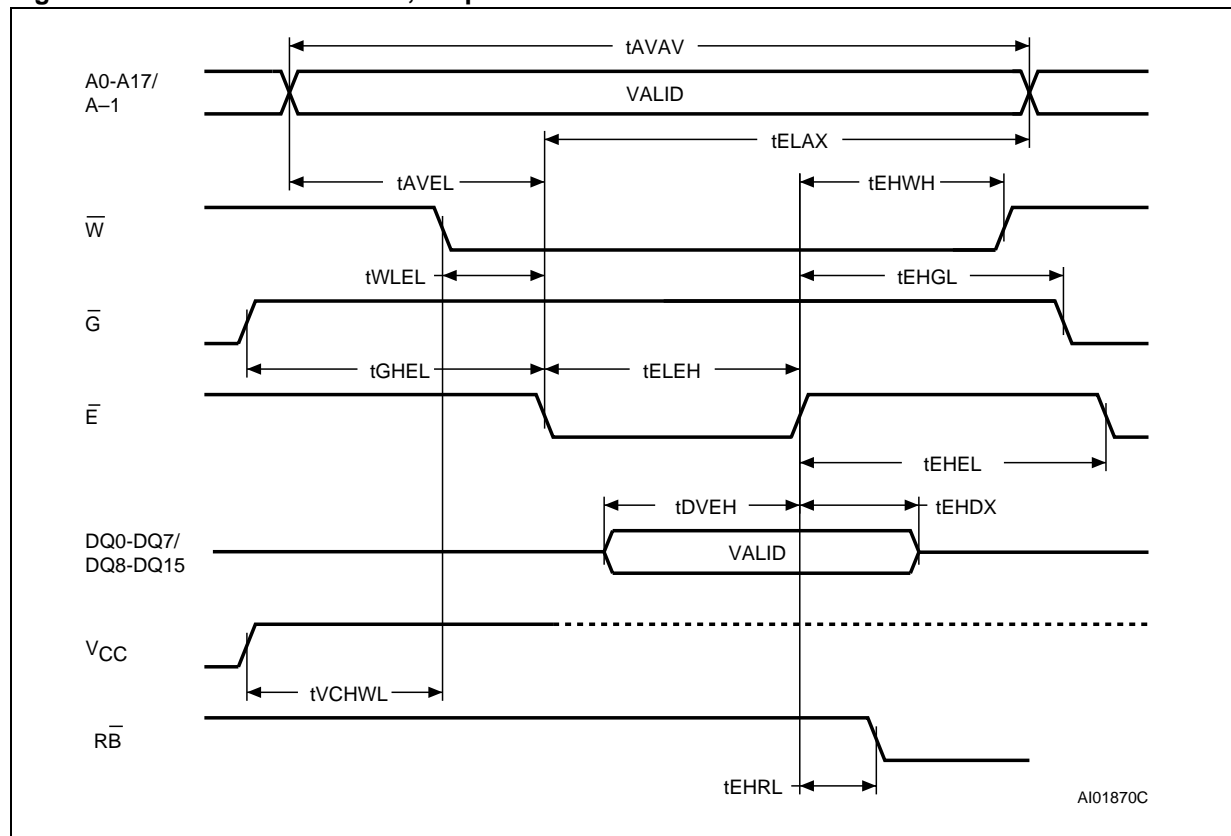 tAVAV
A0-A17/
A–1
VALID
tELAX
tAVEL
tEHWH
W̅
tWLEL
tEHGL
G̅
tGHEL
tELEH
E̅
tEHEL
tDVEH
tEHDX
DQ0-DQ7/
DQ8-DQ15
VALID
VCC
tVCHWL
RB̅
tEHRL
AI01870C